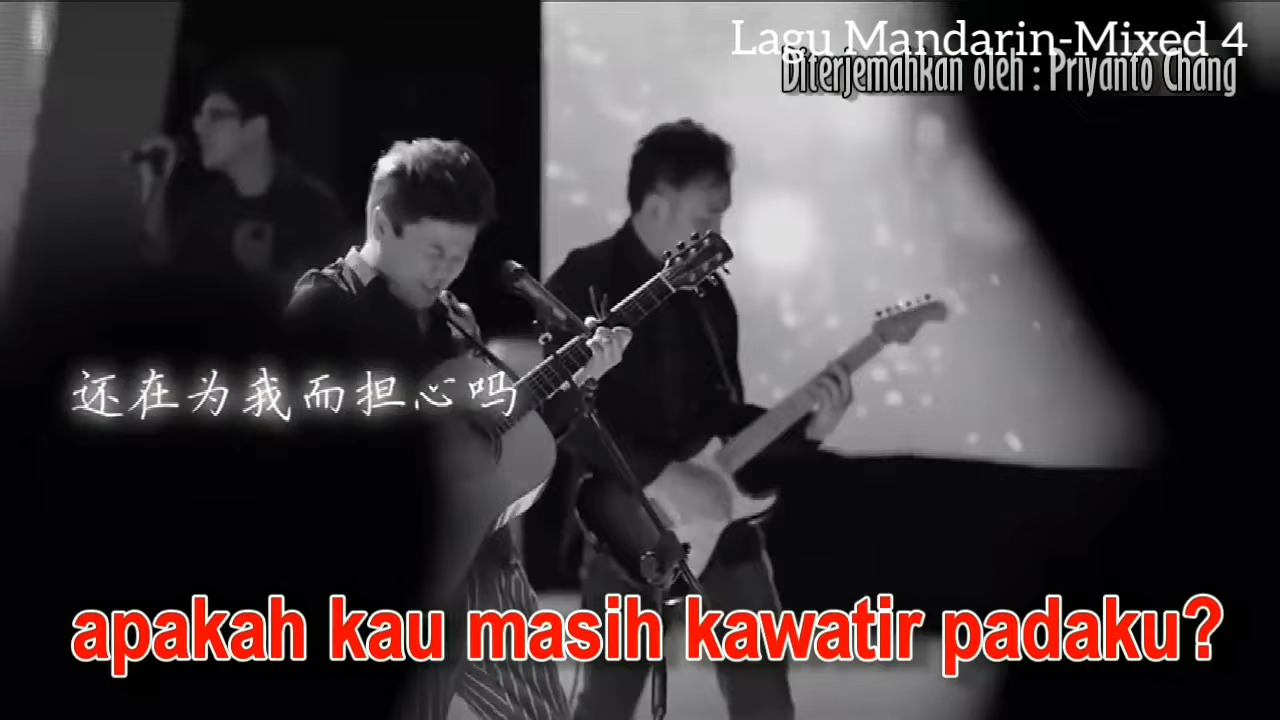 Lagu Mandarin-Mixed 4
Diterjemahkan oleh : Priyanto Chang
还在为我而担心吗
apakah kau masih kawatir padaku?